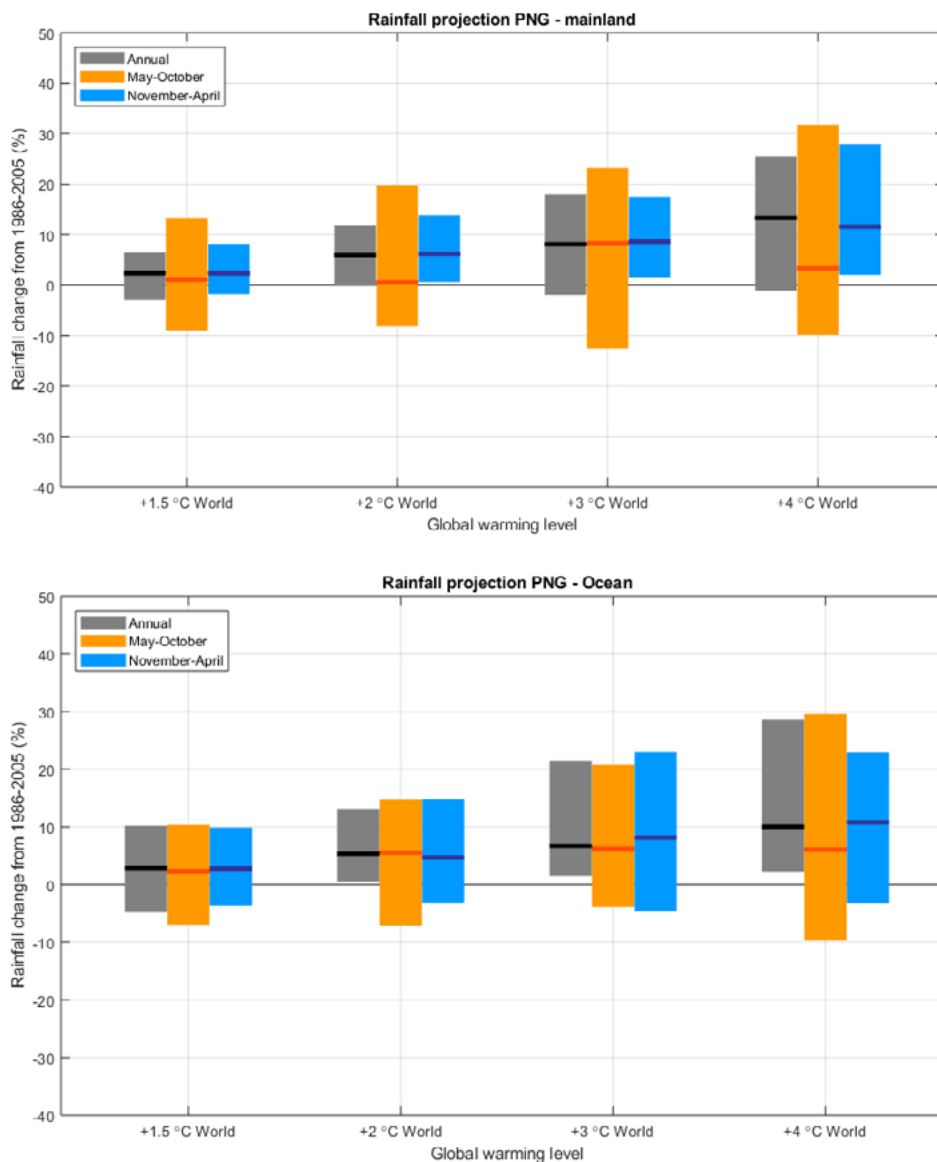 Rainfall projection PNG - mainland
50
40
30
20
10
0
-10
-20
-30
-40
Rainfall change from 1986-2005 (%)
Annual
May-October
November-April
+1.5 °C World
+2 °C World
+3 °C World
+4 °C World
Global warming level
Rainfall projection PNG - Ocean
50
40
30
20
10
0
-10
-20
-30
-40
Rainfall change from 1986-2005 (%)
Annual
May-October
November-April
+1.5 °C World
+2 °C World
+3 °C World
+4 °C World
Global warming level